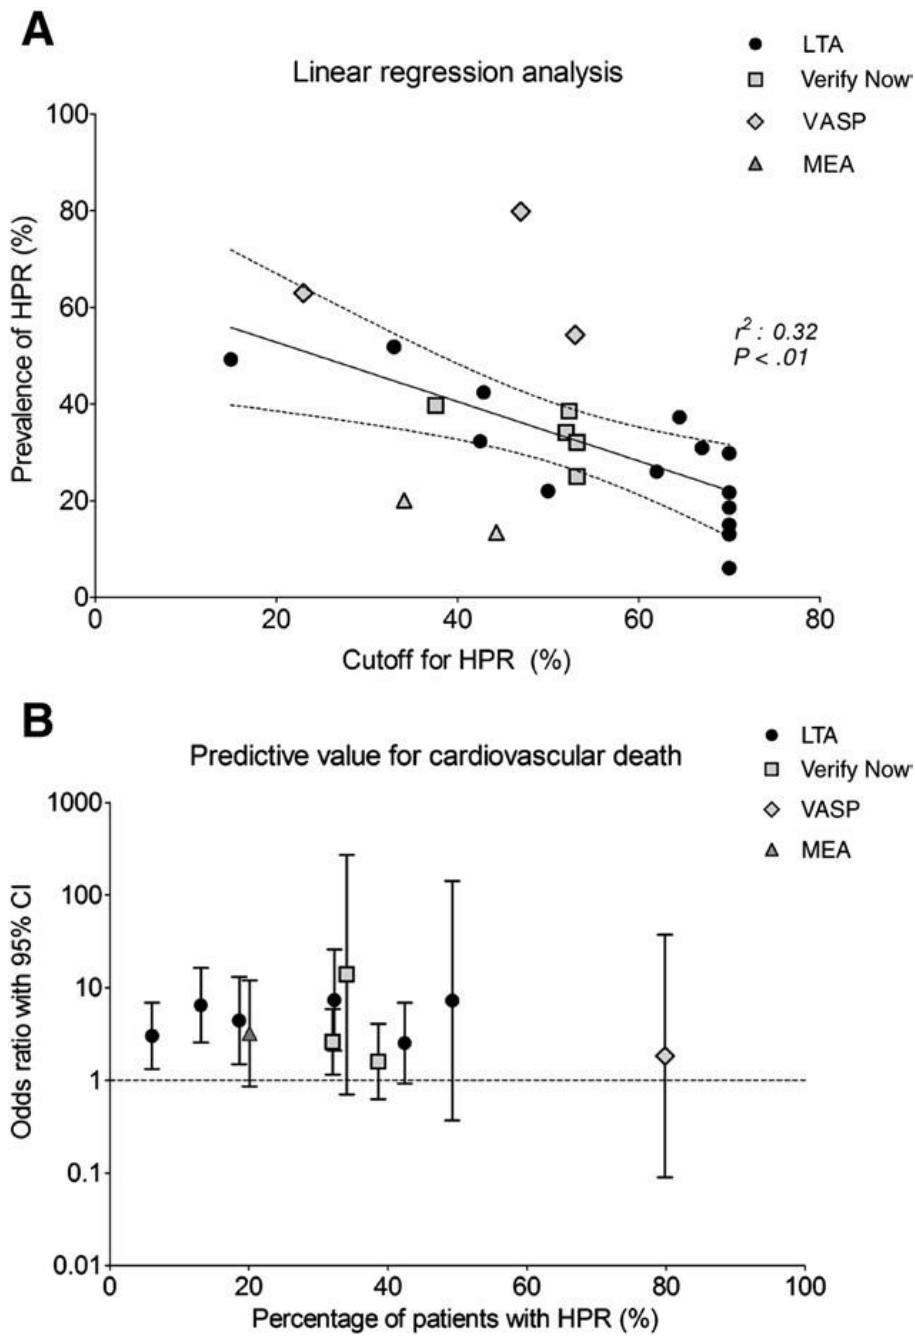 A
Linear regression analysis
LTA
Verify Now
VASP
MEA
Prevalence of HPR (%)
100
80
60
40
20
0
r² : 0.32
P < .01
0 20 40 60 80
Cutoff for HPR (%)
B
Predictive value for cardiovascular death
LTA
Verify Now
VASP
MEA
Odds ratio with 95% CI
1000
100
10
1
0.1
0.01
0 20 40 60 80 100
Percentage of patients with HPR (%)